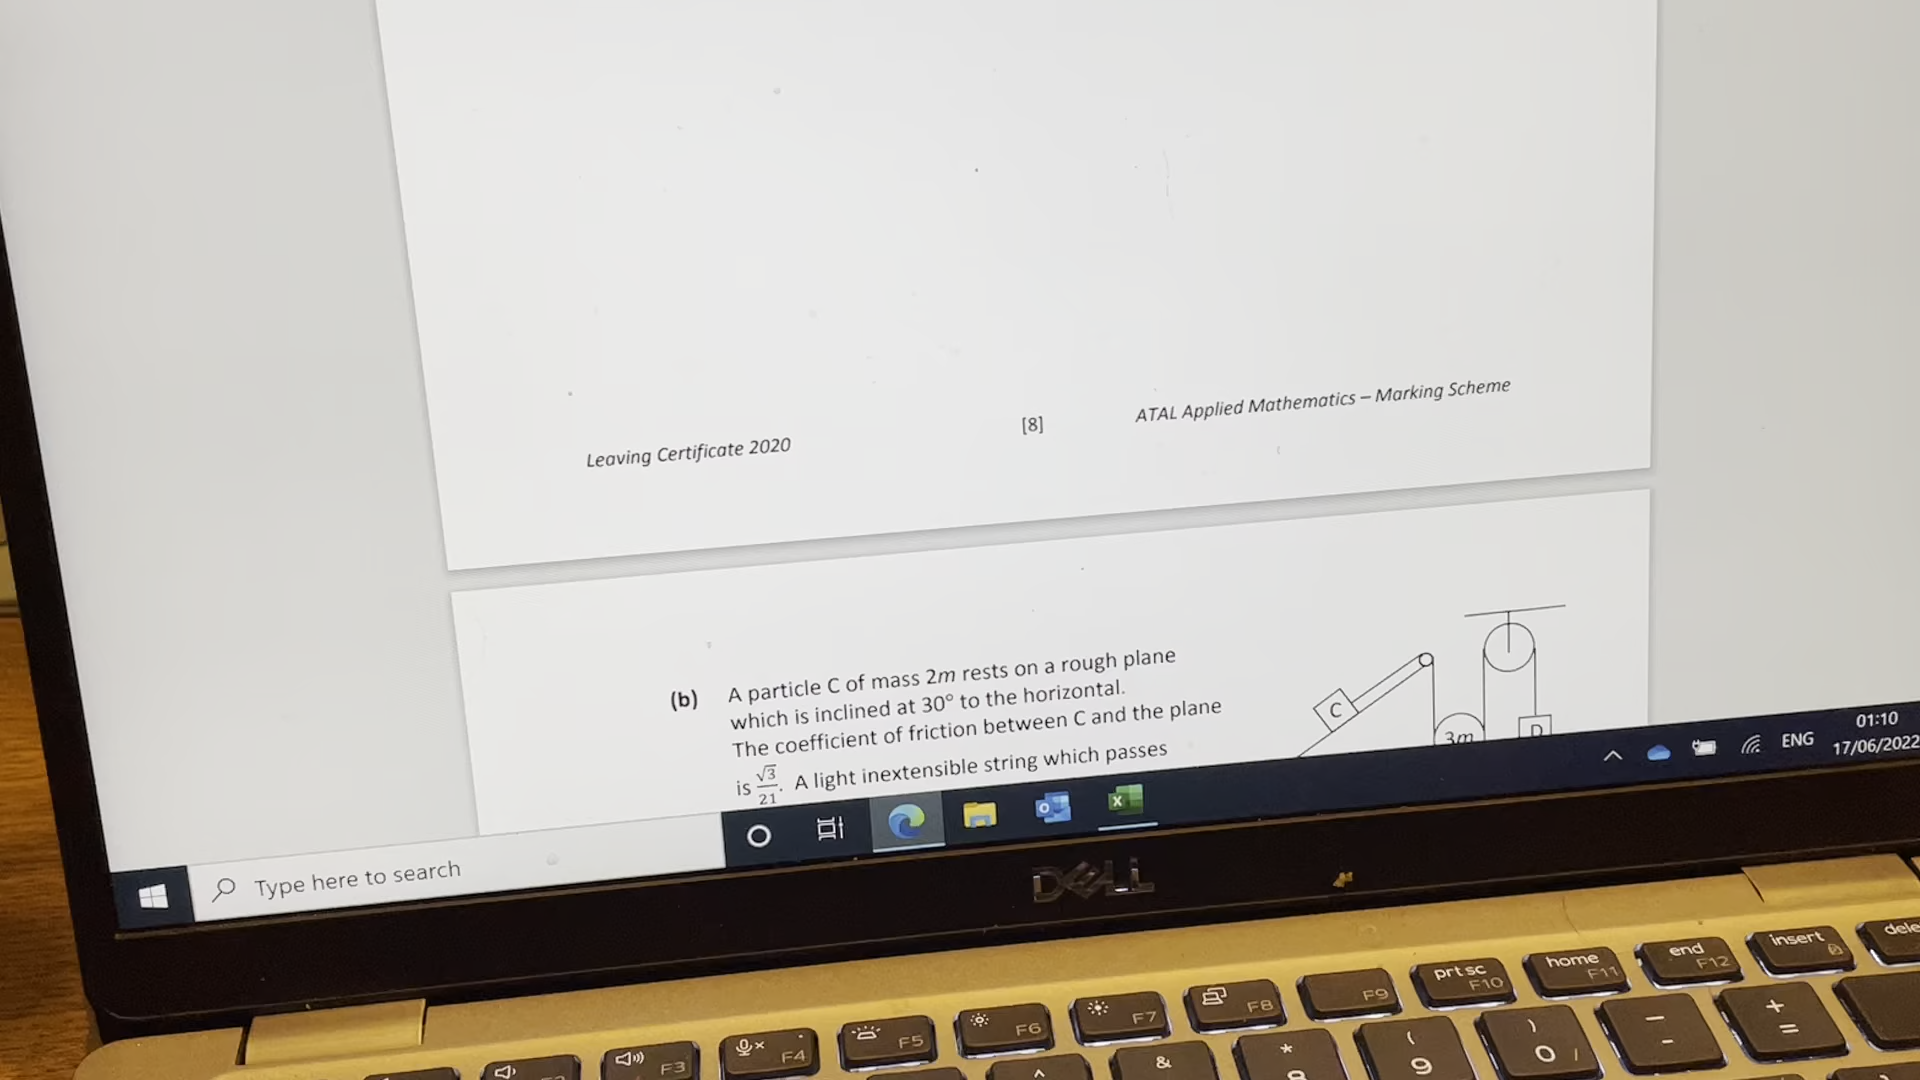 Leaving Certificate 2020 [8] ATAL Applied Mathematics – Marking Scheme
(b) A particle C of mass 2m rests on a rough plane
which is inclined at 30° to the horizontal.
The coefficient of friction between C and the plane
is √3/21. A light inextensible string which passes
C
3m
D
01:10
ENG
17/06/2022
Type here to search
DELL
insert
end
F12
home
F11
prt sc
F10
F9
F8
F7
F6
F5
F4
F3
+
=
−
-
)
0
(
9
*
8
&
^